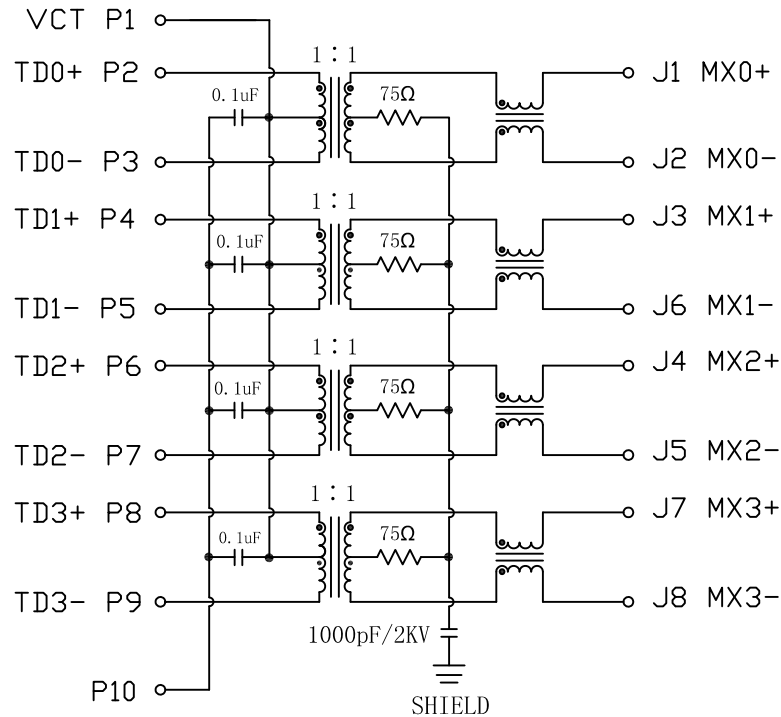 VCT P1
1 : 1
TD0+ P2
J1 MX0+
0.1uF
75Ω
TD0- P3
J2 MX0-
1 : 1
TD1+ P4
J3 MX1+
0.1uF
75Ω
TD1- P5
J6 MX1-
1 : 1
TD2+ P6
J4 MX2+
0.1uF
75Ω
TD2- P7
J5 MX2-
1 : 1
TD3+ P8
J7 MX3+
0.1uF
75Ω
TD3- P9
J8 MX3-
1000pF/2KV
P10
SHIELD